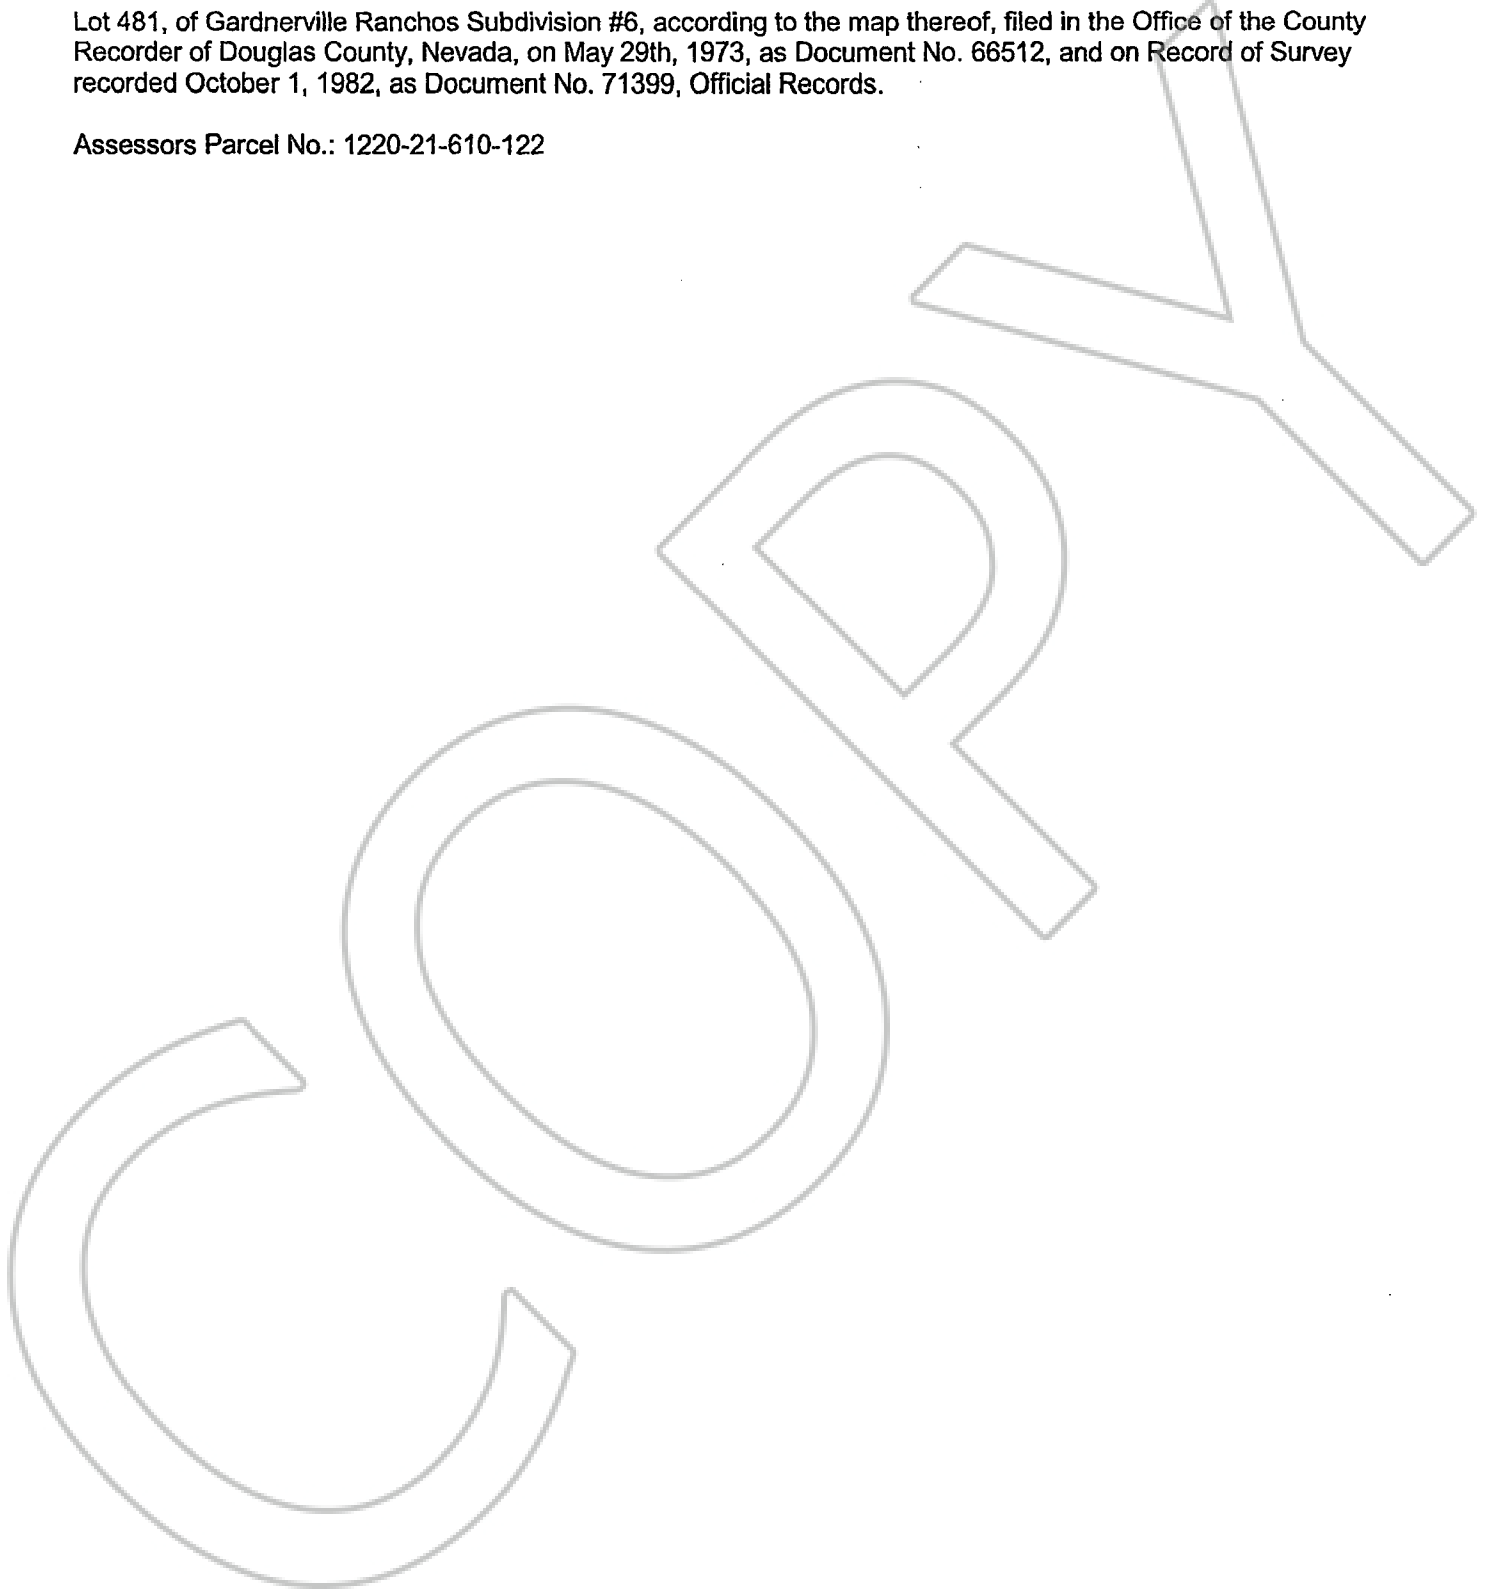 Lot 481, of Gardnerville Ranchos Subdivision #6, according to the map thereof, filed in the Office of the County
Recorder of Douglas County, Nevada, on May 29th, 1973, as Document No. 66512, and on Record of Survey
recorded October 1, 1982, as Document No. 71399, Official Records.
Assessors Parcel No.: 1220-21-610-122
COPY